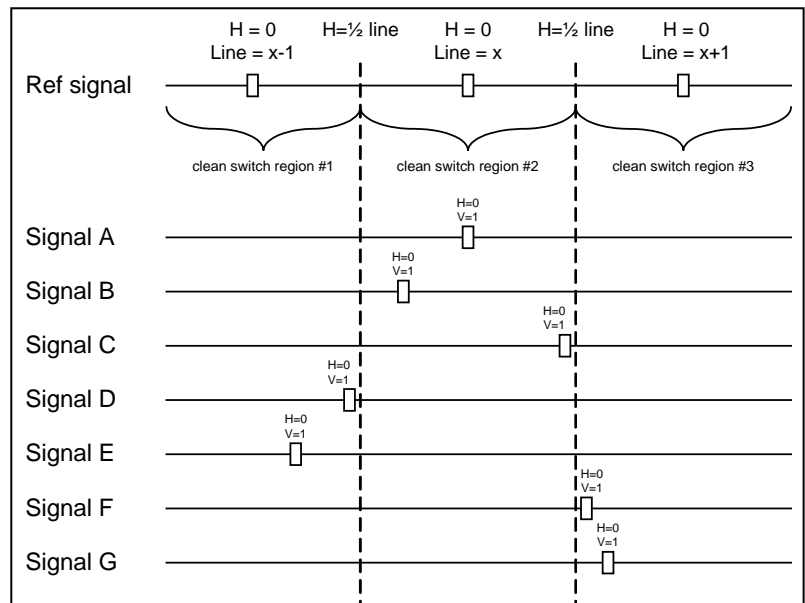 H = 0 H=½ line H = 0 H=½ line H = 0
Line = x-1 Line = x Line = x+1
Ref signal
clean switch region #1 clean switch region #2 clean switch region #3
H=0
V=1
Signal A
H=0
V=1
Signal B
H=0
V=1
Signal C
H=0
V=1
Signal D
H=0
V=1
Signal E
H=0
V=1
Signal F
H=0
V=1
Signal G